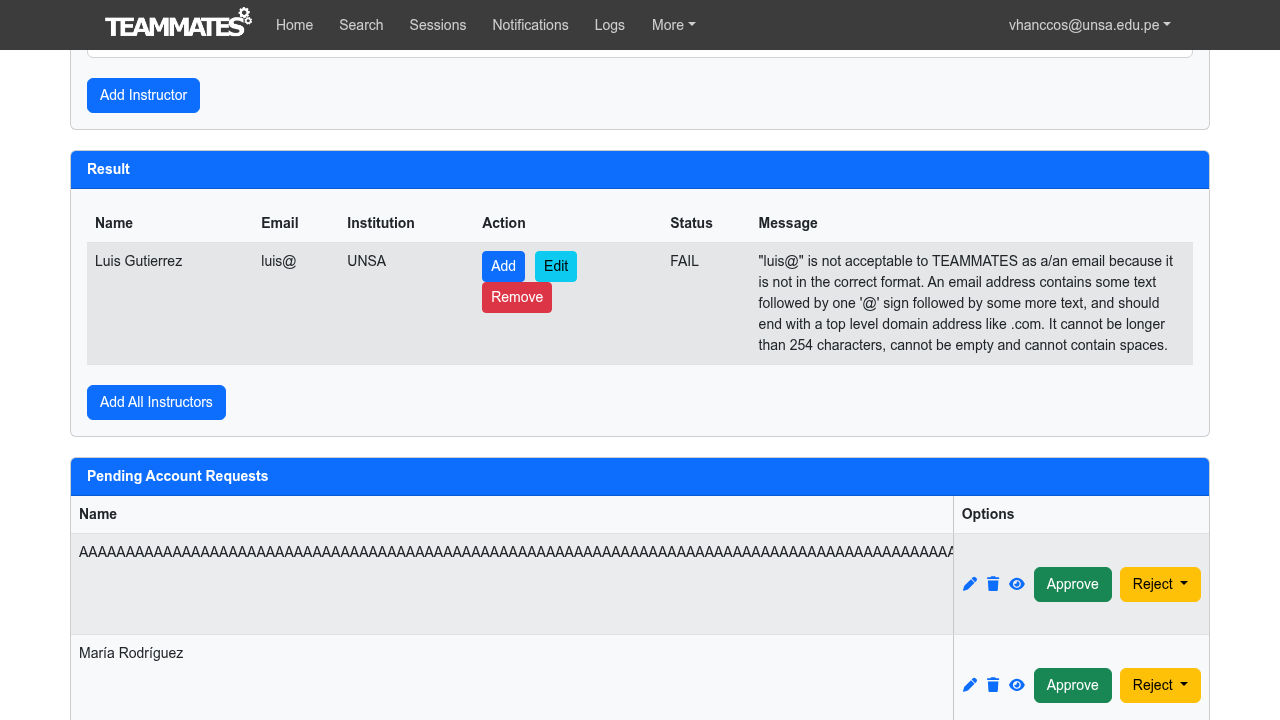 TEAMMATES Home Search Sessions Notifications Logs More vhanccos@unsa.edu.pe
Add Instructor
Result
Name Email Institution Action Status Message
Luis Gutierrez luis@ UNSA Add Edit Remove FAIL "luis@" is not acceptable to TEAMMATES as a/an email because it
is not in the correct format. An email address contains some text
followed by one '@' sign followed by some more text, and should
end with a top level domain address like .com. It cannot be longer
than 254 characters, cannot be empty and cannot contain spaces.
Add All Instructors
Pending Account Requests
Name Options
AAAAAAAAAAAAAAAAAAAAAAAAAAAAAAAAAAAAAAAAAAAAAAAAAAAAAAAAAAAAAAAAAAAAAAAAAAAAAAAAAAAAAAAAAAAAAAA
Approve Reject
María Rodríguez
Approve Reject